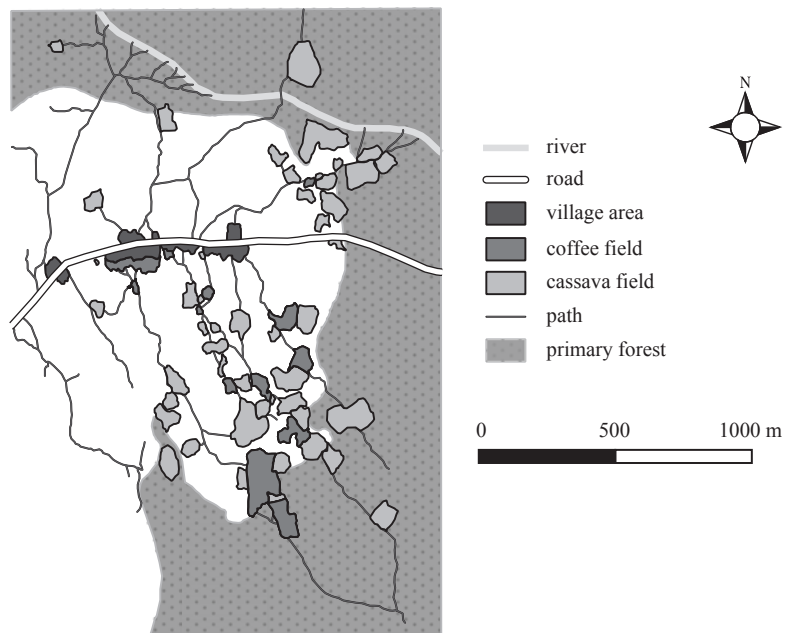 N
river
road
village area
coffee field
cassava field
path
primary forest
0 500 1000 m